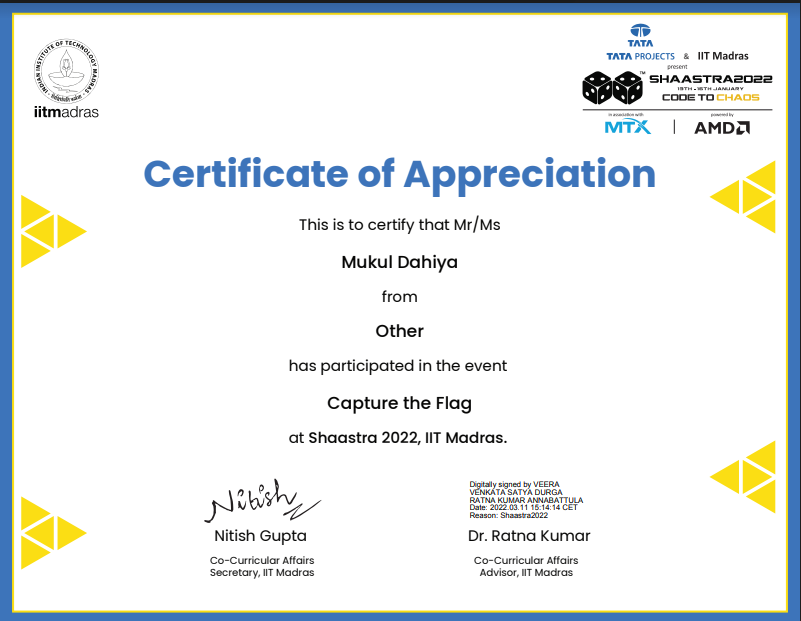 INDIAN INSTITUTE OF TECHNOLOGY MADRAS
iitmadras
TATA
TATA PROJECTS & IIT Madras
present
SHAASTRA2022
15TH - 16TH JANUARY
CODE TO CHAOS
in association with
powered by
MTX | AMD
Certificate of Appreciation
This is to certify that Mr/Ms
Mukul Dahiya
from
Other
has participated in the event
Capture the Flag
at Shaastra 2022, IIT Madras.
Nitish
Nitish Gupta
Co-Curricular Affairs
Secretary, IIT Madras
Digitally signed by VEERA
VENKATA SATYA DURGA
RATNA KUMAR ANNABATTULA
Date: 2022.03.11 15:14:14 CET
Reason: Shaastra2022
Dr. Ratna Kumar
Co-Curricular Affairs
Advisor, IIT Madras